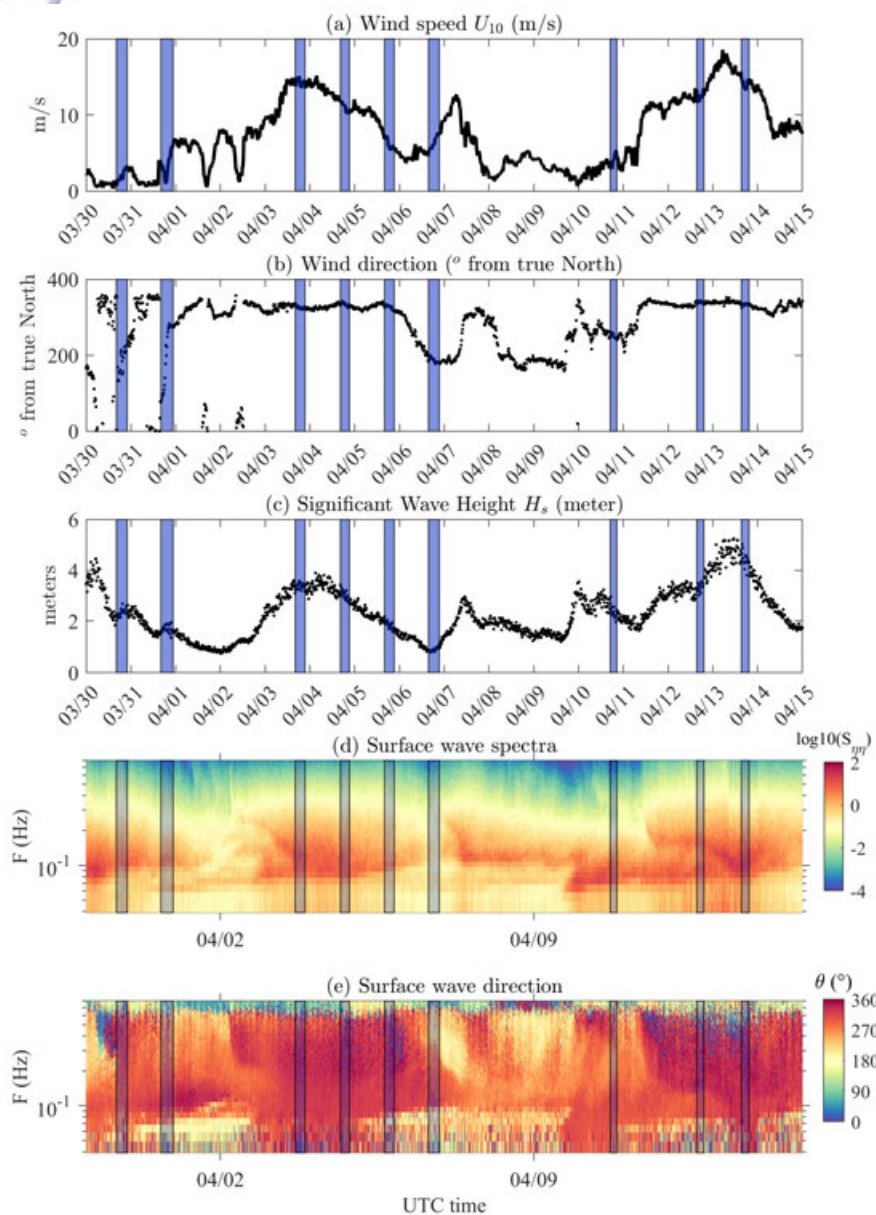 (a) Wind speed U10 (m/s)
20
10
0
m/s
03/30 03/31 04/01 04/02 04/03 04/04 04/05 04/06 04/07 04/08 04/09 04/10 04/11 04/12 04/13 04/14 04/15
(b) Wind direction (o from true North)
400
200
0
o from true North
03/30 03/31 04/01 04/02 04/03 04/04 04/05 04/06 04/07 04/08 04/09 04/10 04/11 04/12 04/13 04/14 04/15
(c) Significant Wave Height Hs (meter)
6
4
2
0
meters
03/30 03/31 04/01 04/02 04/03 04/04 04/05 04/06 04/07 04/08 04/09 04/10 04/11 04/12 04/13 04/14 04/15
(d) Surface wave spectra
log10(Sηη)
2
0
-2
-4
F (Hz)
10-1
04/02 04/09
(e) Surface wave direction
θ (°)
360
270
180
90
0
F (Hz)
10-1
04/02 04/09
UTC time